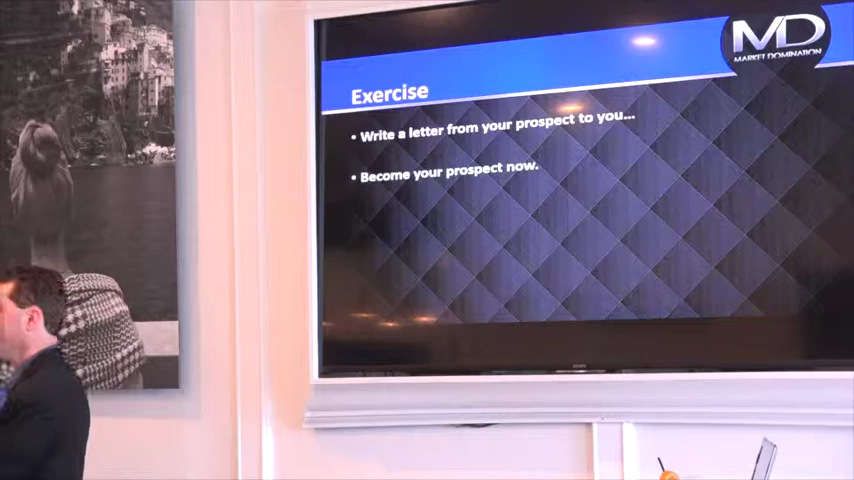 MD
MARKET DOMINATION
Exercise
• Write a letter from your prospect to you...
• Become your prospect now.